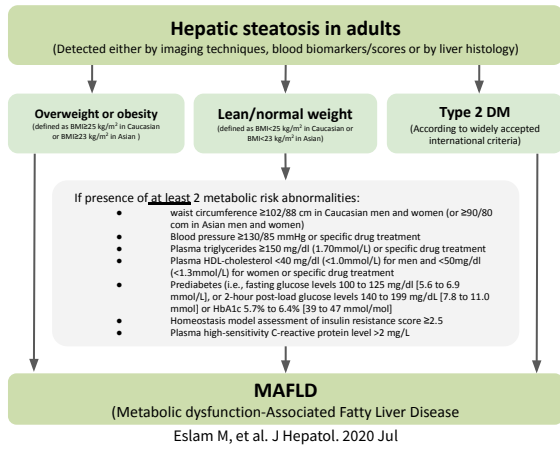 Hepatic steatosis in adults
(Detected either by imaging techniques, blood biomarkers/scores or by liver histology)
Overweight or obesity
(defined as BMI≥25 kg/m² in Caucasian
or BMI≥23 kg/m² in Asian )
Lean/normal weight
(defined as BMI<25 kg/m² in Caucasian or
BMI<23 kg/m² in Asian)
Type 2 DM
(According to widely accepted
international criteria)
If presence of at least 2 metabolic risk abnormalities:
● waist circumference ≥102/88 cm in Caucasian men and women (or ≥90/80
com in Asian men and women)
● Blood pressure ≥130/85 mmHg or specific drug treatment
● Plasma triglycerides ≥150 mg/dl (1.70mmol/L) or specific treatment
● Plasma HDL-cholesterol <40 mg/dl (<1.0mmol/L) for men and <50mg/dl
(<1.3mmol/L) for women or specific drug treatment
● Prediabetes (i.e., fasting glucose levels 100 to 125 mg/dl [5.6 to 6.9
mmol/L], or 2-hour post-load glucose levels 140 to 199 mg/dL [7.8 to 11.0
mmol] or HbA1c 5.7% to 6.4% [39 to 47 mmol/mol]
● Homeostasis model assessment of insulin resistance score ≥2.5
● Plasma high-sensitivity C-reactive protein level >2 mg/L
MAFLD
(Metabolic dysfunction-Associated Fatty Liver Disease
Eslam M, et al. J Hepatol. 2020 Jul